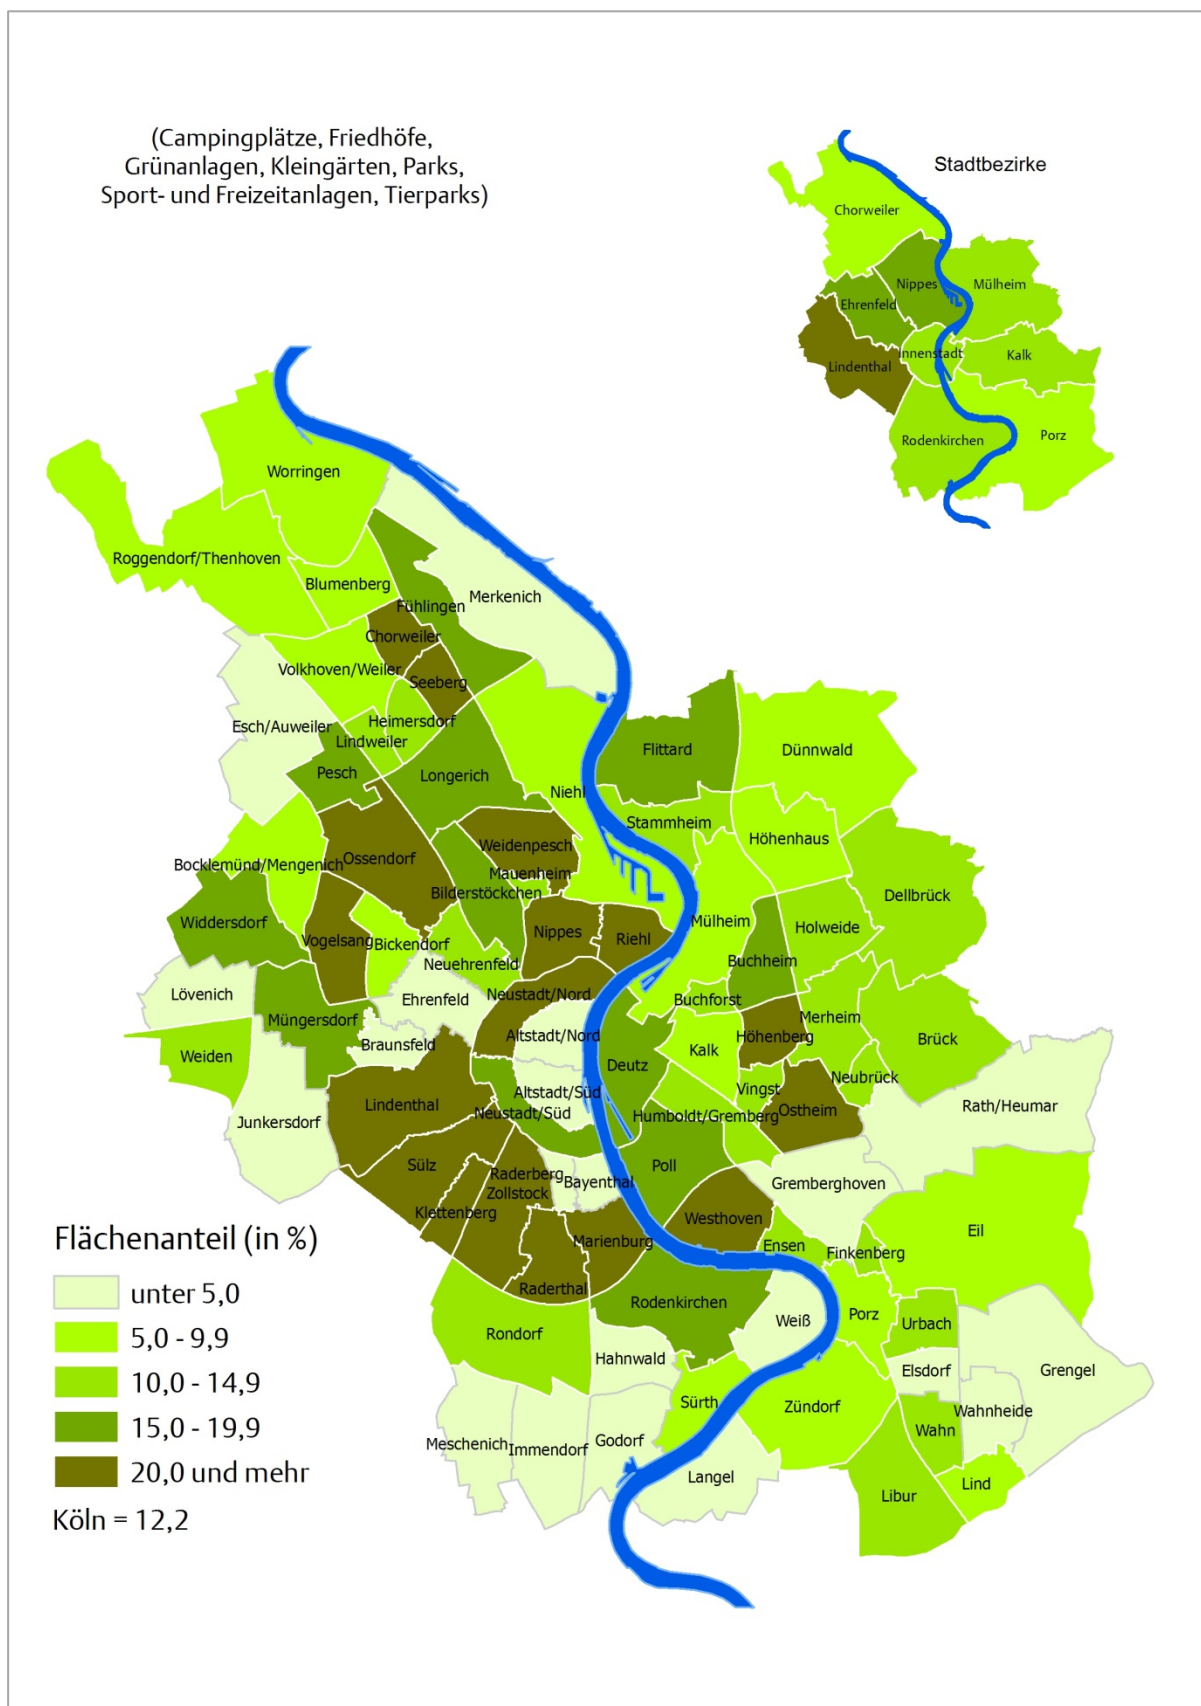 (Campingplätze, Friedhöfe,
Grünanlagen, Kleingärten, Parks,
Sport- und Freizeitanlagen, Tierparks)
Stadtbezirke
Chorweiler
Nippes
Mülheim
Ehrenfeld
Innenstadt
Kalk
Lindenthal
Rodenkirchen
Porz
Worringen
Roggendorf/Thenhoven
Blumenberg
Merkenich
Fühlingen
Chorweiler
Volkhoven/Weiler
Seeberg
Esch/Auweiler
Heimersdorf
Lindweiler
Pesch
Longerich
Niehl
Flittard
Dünnwald
Stammheim
Höhenhaus
Weidenpesch
Ossendorf
Bocklemünd/Mengenich
Mauenheim
Bilderstöckchen
Dellbrück
Widdersdorf
Mülheim
Holweide
Vogelsang
Bickendorf
Nippes
Riehl
Neuehrenfeld
Buchheim
Lövenich
Ehrenfeld
Neustadt/Nord
Buchforst
Müngersdorf
Merheim
Altstadt/Nord
Höhenberg
Braunsfeld
Brück
Weiden
Deutz
Kalk
Vingst
Neubrück
Altstadt/Süd
Lindenthal
Neustadt/Süd
Humboldt/Gremberg
Ostheim
Rath/Heumar
Junkersdorf
Sülz
Raderberg
Zollstock
Bayenthal
Poll
Gremberghoven
Klettenberg
Westhoven
Marienburg
Ensen
Finkenberg
Eil
Raderthal
Rodenkirchen
Weiß
Porz
Urbach
Rondorf
Hahnwald
Elsdorf
Grengel
Sürth
Zündorf
Wahnheide
Meschenich
Immendorf
Godorf
Wahn
Langel
Lind
Libur
Flächenanteil (in %)
unter 5,0
5,0 - 9,9
10,0 - 14,9
15,0 - 19,9
20,0 und mehr
Köln = 12,2